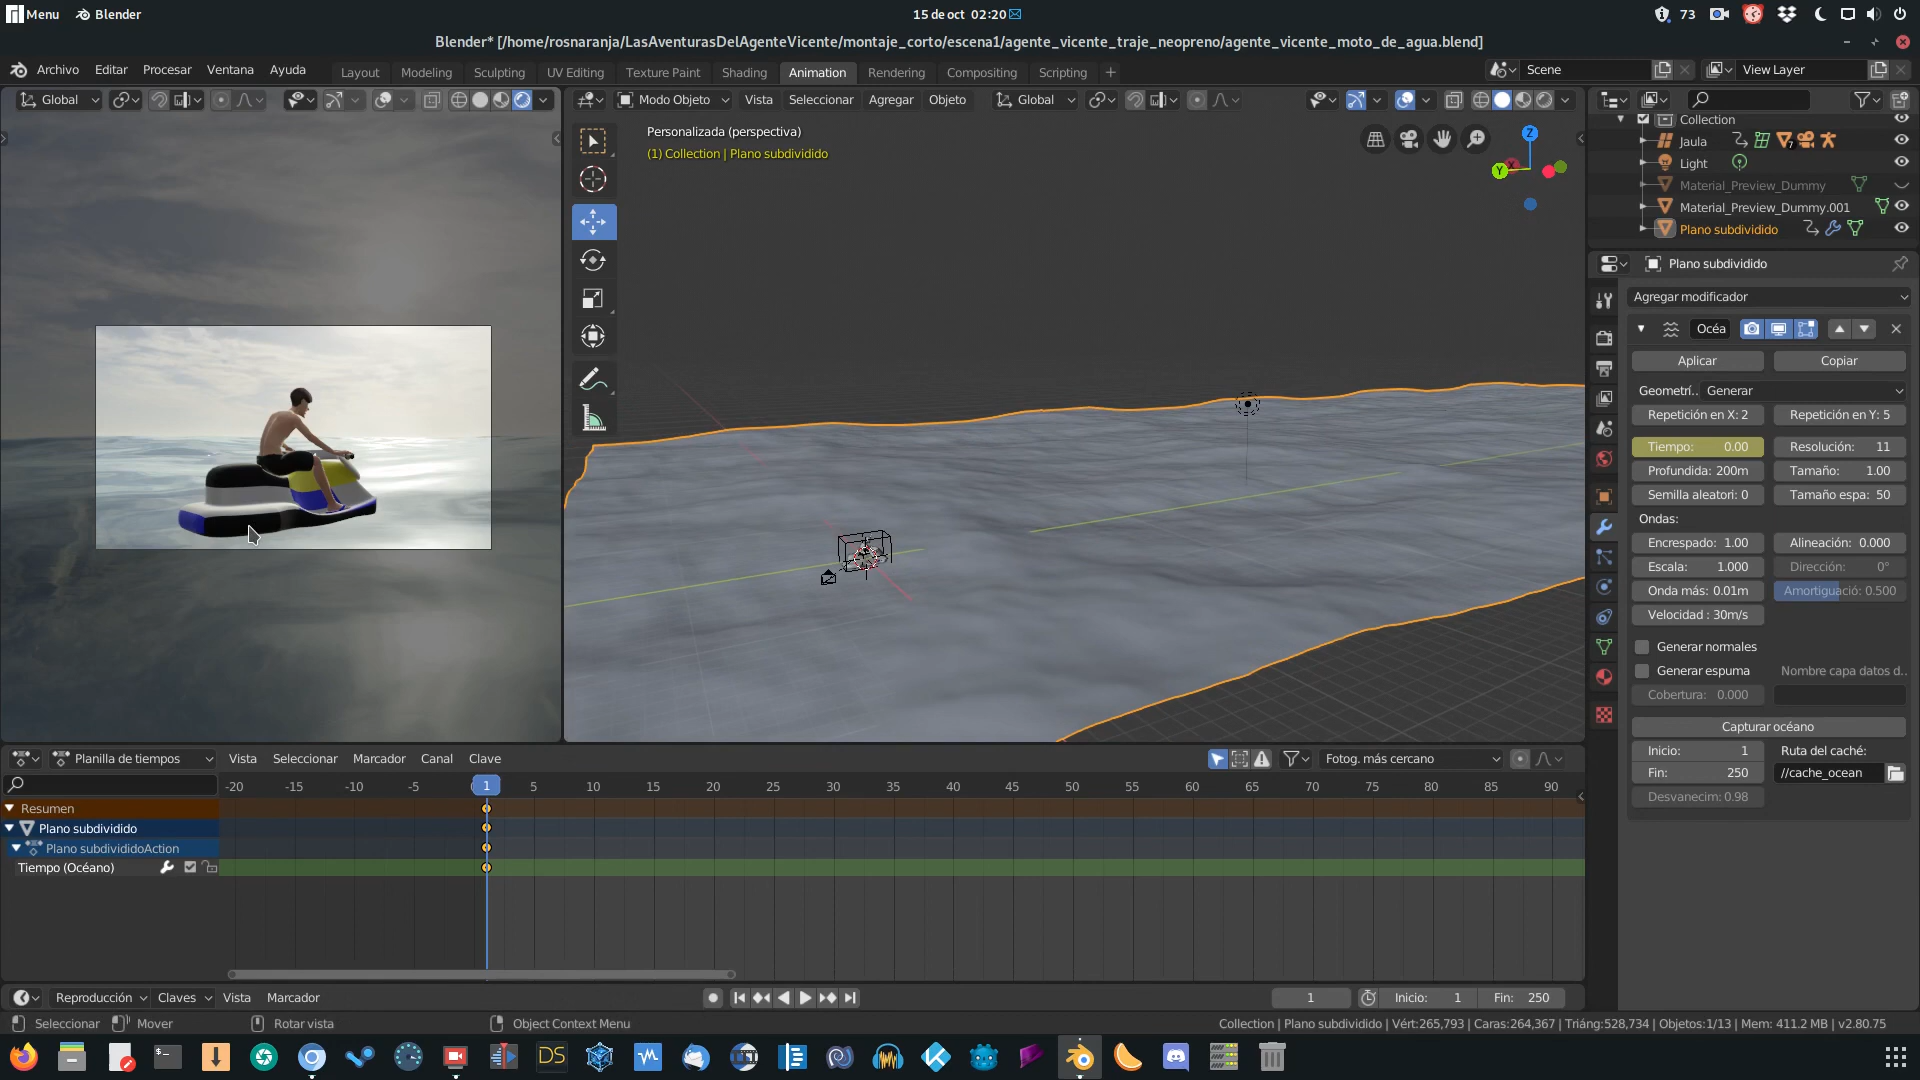 Menu Blender 15 de oct 02:20 73
Blender* [/home/rosnaranja/LasAventurasDelAgenteVicente/montaje_corto/escena1/agente_vicente_traje_neopreno/agente_vicente_moto_de_agua.blend]
Archivo Editar Procesar Ventana Ayuda Layout Modeling Sculpting UV Editing Texture Paint Shading Animation Rendering Compositing Scripting + Scene View Layer
Global Modo Objeto Vista Seleccionar Agregar Objeto Global
Personalizada (perspectiva)
(1) Collection | Plano subdividido
Z
Y
Collection
Jaula 7
Light
Material_Preview_Dummy
Material_Preview_Dummy.001
Plano subdividido
Plano subdividido
Agregar modificador
Océa
Aplicar Copiar
Geometrí.. Generar
Repetición en X: 2 Repetición en Y: 5
Tiempo: 0.00 Resolución: 11
Profundida: 200m Tamaño: 1.00
Semilla aleatori: 0 Tamaño espa: 50
Ondas:
Encrespado: 1.00 Alineación: 0.000
Escala: 1.000 Dirección: 0°
Onda más: 0.01m Amortiguació: 0.500
Velocidad : 30m/s
Generar normales
Generar espuma Nombre capa datos d..
Cobertura: 0.000
Capturar océano
Inicio: 1 Ruta del caché:
Fin: 250 //cache_ocean
Desvanecim: 0.98
Planilla de tiempos Vista Seleccionar Marcador Canal Clave Fotog. más cercano
-20 -15 -10 -5 1 5 10 15 20 25 30 35 40 45 50 55 60 65 70 75 80 85 90
Resumen
Plano subdividido
Plano subdivididoAction
Tiempo (Océano)
Reproducción Claves Vista Marcador 1 Inicio: 1 Fin: 250
Seleccionar Mover Rotar vista Object Context Menu Collection | Plano subdividido | Vért:265,793 | Caras:264,367 | Triáng:528,734 | Objetos:1/13 | Mem: 411.2 MB | v2.80.75
DS